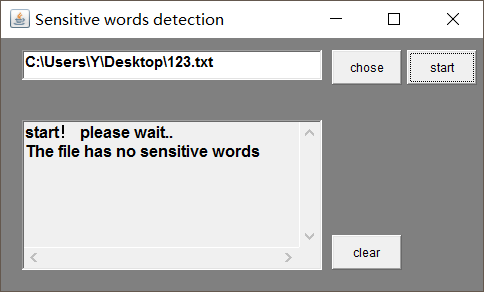 Sensitive words detection
C:\Users\Y\Desktop\123.txt
chose
start
start！ please wait..
The file has no sensitive words
clear